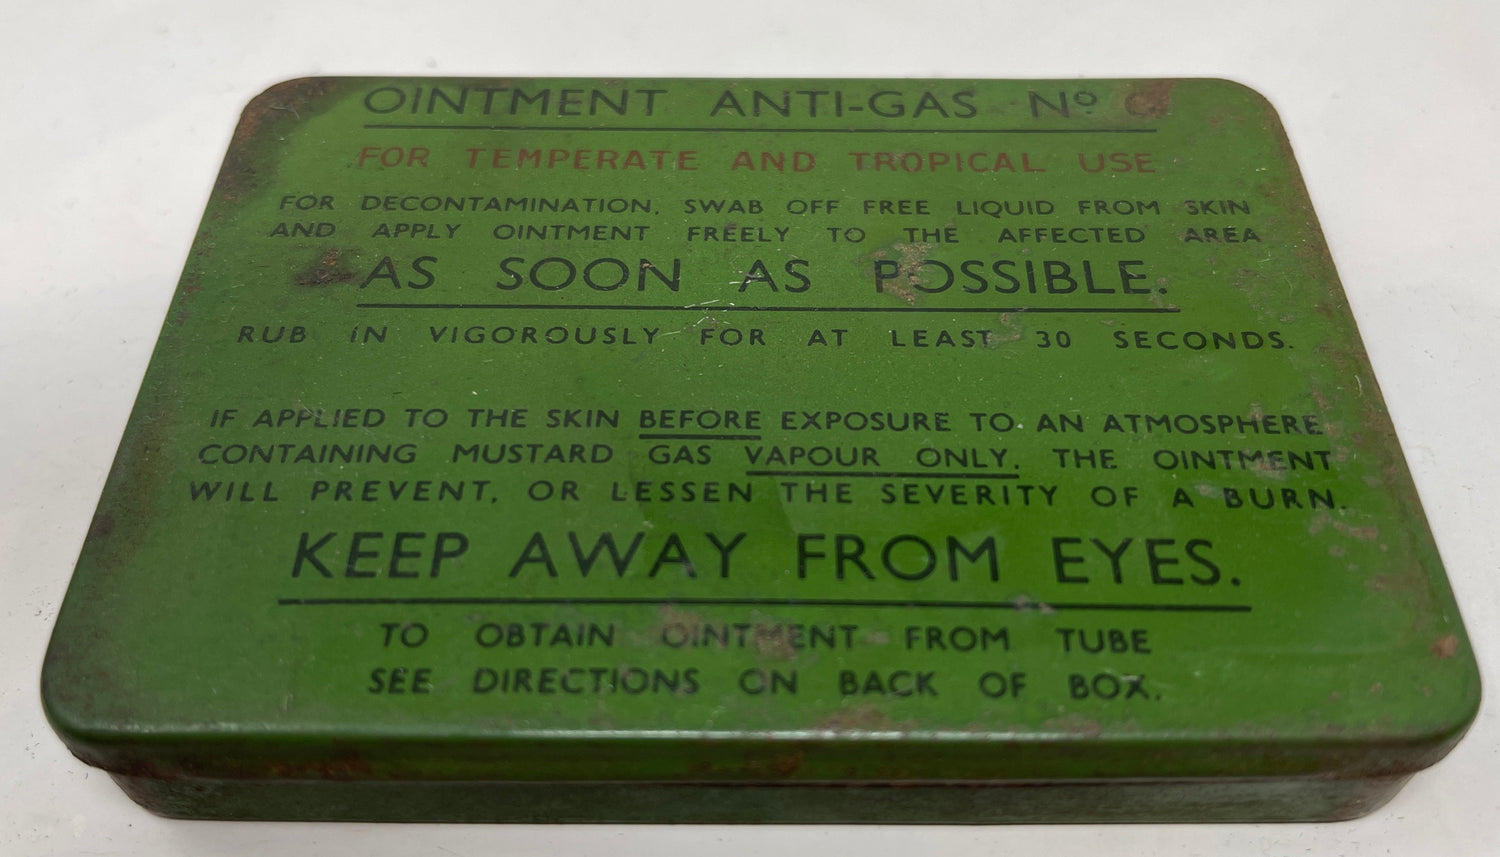 OINTMENT ANTI-GAS Nº
FOR TEMPERATE AND TROPICAL USE
FOR DECONTAMINATION, SWAB OFF FREE LIQUID FROM SKIN
AND APPLY OINTMENT FREELY TO THE AFFECTED AREA
AS SOON AS POSSIBLE.
RUB IN VIGOROUSLY FOR AT LEAST 30 SECONDS.
IF APPLIED TO THE SKIN BEFORE EXPOSURE TO AN ATMOSPHERE
CONTAINING MUSTARD GAS VAPOUR ONLY, THE OINTMENT
WILL PREVENT, OR LESSEN THE SEVERITY OF A BURN.
KEEP AWAY FROM EYES.
TO OBTAIN OINTMENT FROM TUBE
SEE DIRECTIONS ON BACK OF BOX.